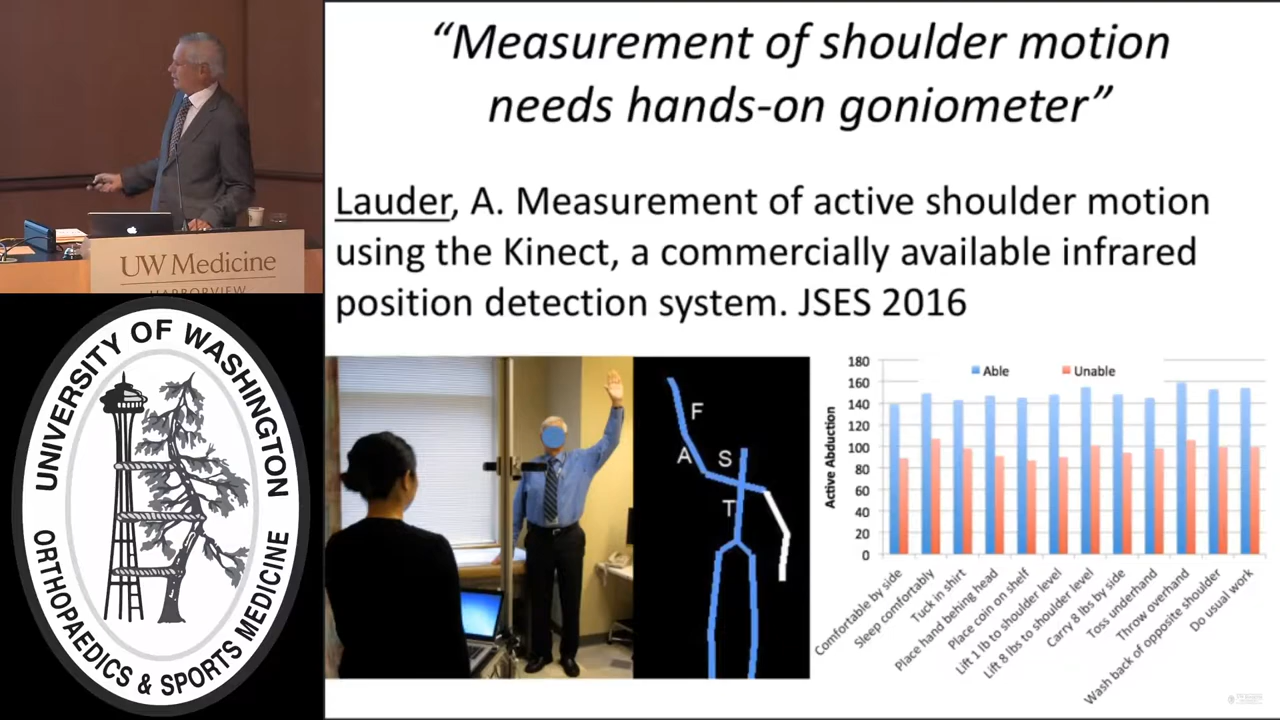 “Measurement of shoulder motion
needs hands-on goniometer”
Lauder, A. Measurement of active shoulder motion
using the Kinect, a commercially available infrared
position detection system. JSES 2016
UW Medicine
HARBORVIEW
UNIVERSITY OF WASHINGTON
ORTHOPAEDICS & SPORTS MEDICINE
F
A
S
T
Able
Unable
Active Abduction
180
160
140
120
100
80
60
40
20
0
Comfortable by side
Sleep comfortably
Tuck in shirt
Place hand behing head
Place coin on shelf
Lift 1 lb to shoulder level
Lift 8 lbs to shoulder level
Carry 8 lbs by side
Toss underhand
Throw overhand
Wash back of opposite shoulder
Do usual work